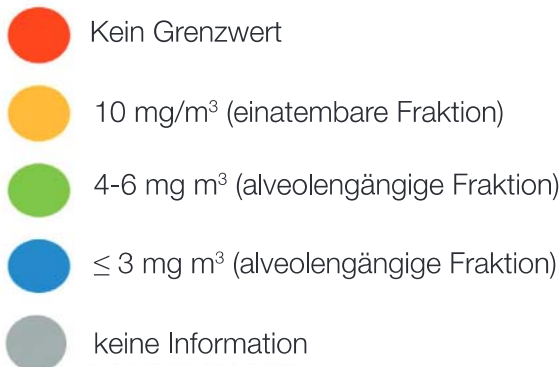 Kein Grenzwert
10 mg/m³ (einatembare Fraktion)
4-6 mg m³ (alveolengängige Fraktion)
≤ 3 mg m³ (alveolengängige Fraktion)
keine Information